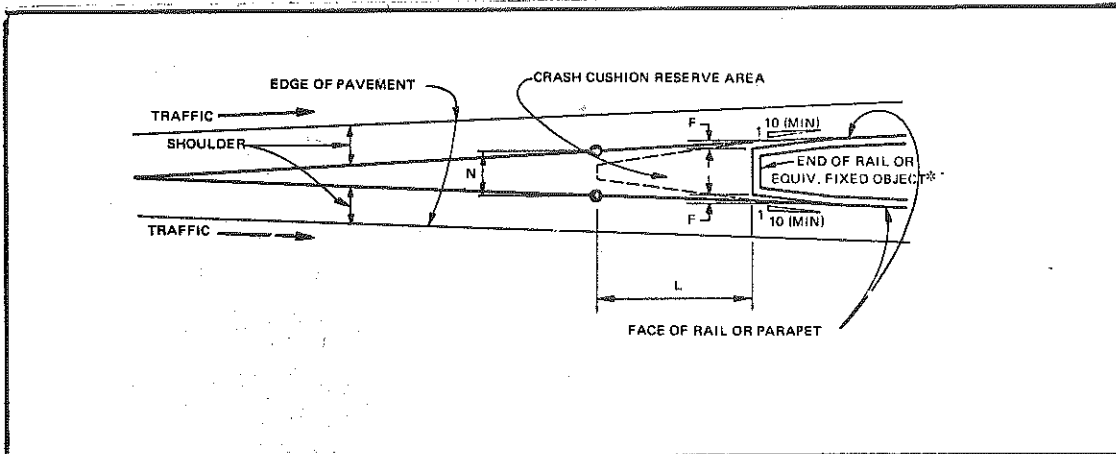 EDGE OF PAVEMENT
CRASH CUSHION RESERVE AREA
TRAFFIC
F
1
10 (MIN)
SHOULDER
N
END OF RAIL OR
EQUIV. FIXED OBJECT*
F
1
10 (MIN)
TRAFFIC
L
FACE OF RAIL OR PARAPET